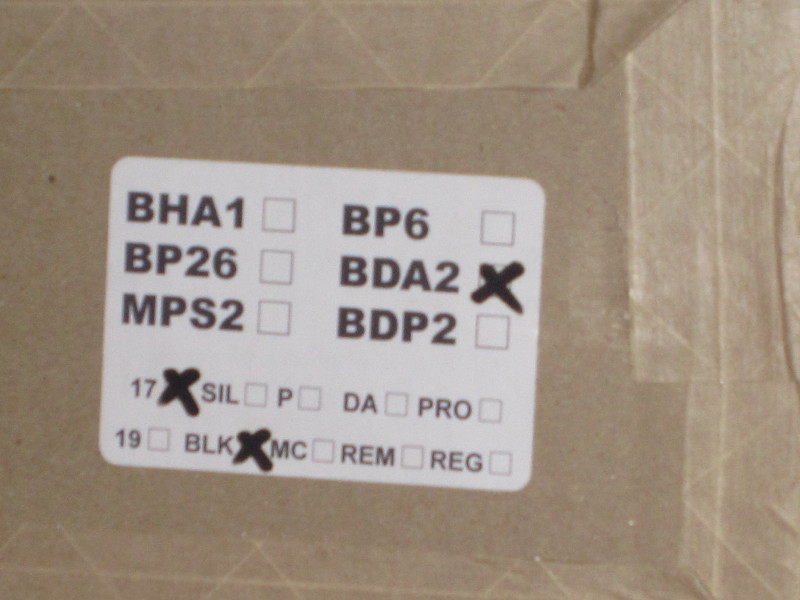 BHA1 BP6
BP26 BDA2
MPS2 BDP2
17 SIL P DA PRO
19 BLK MC REM REG